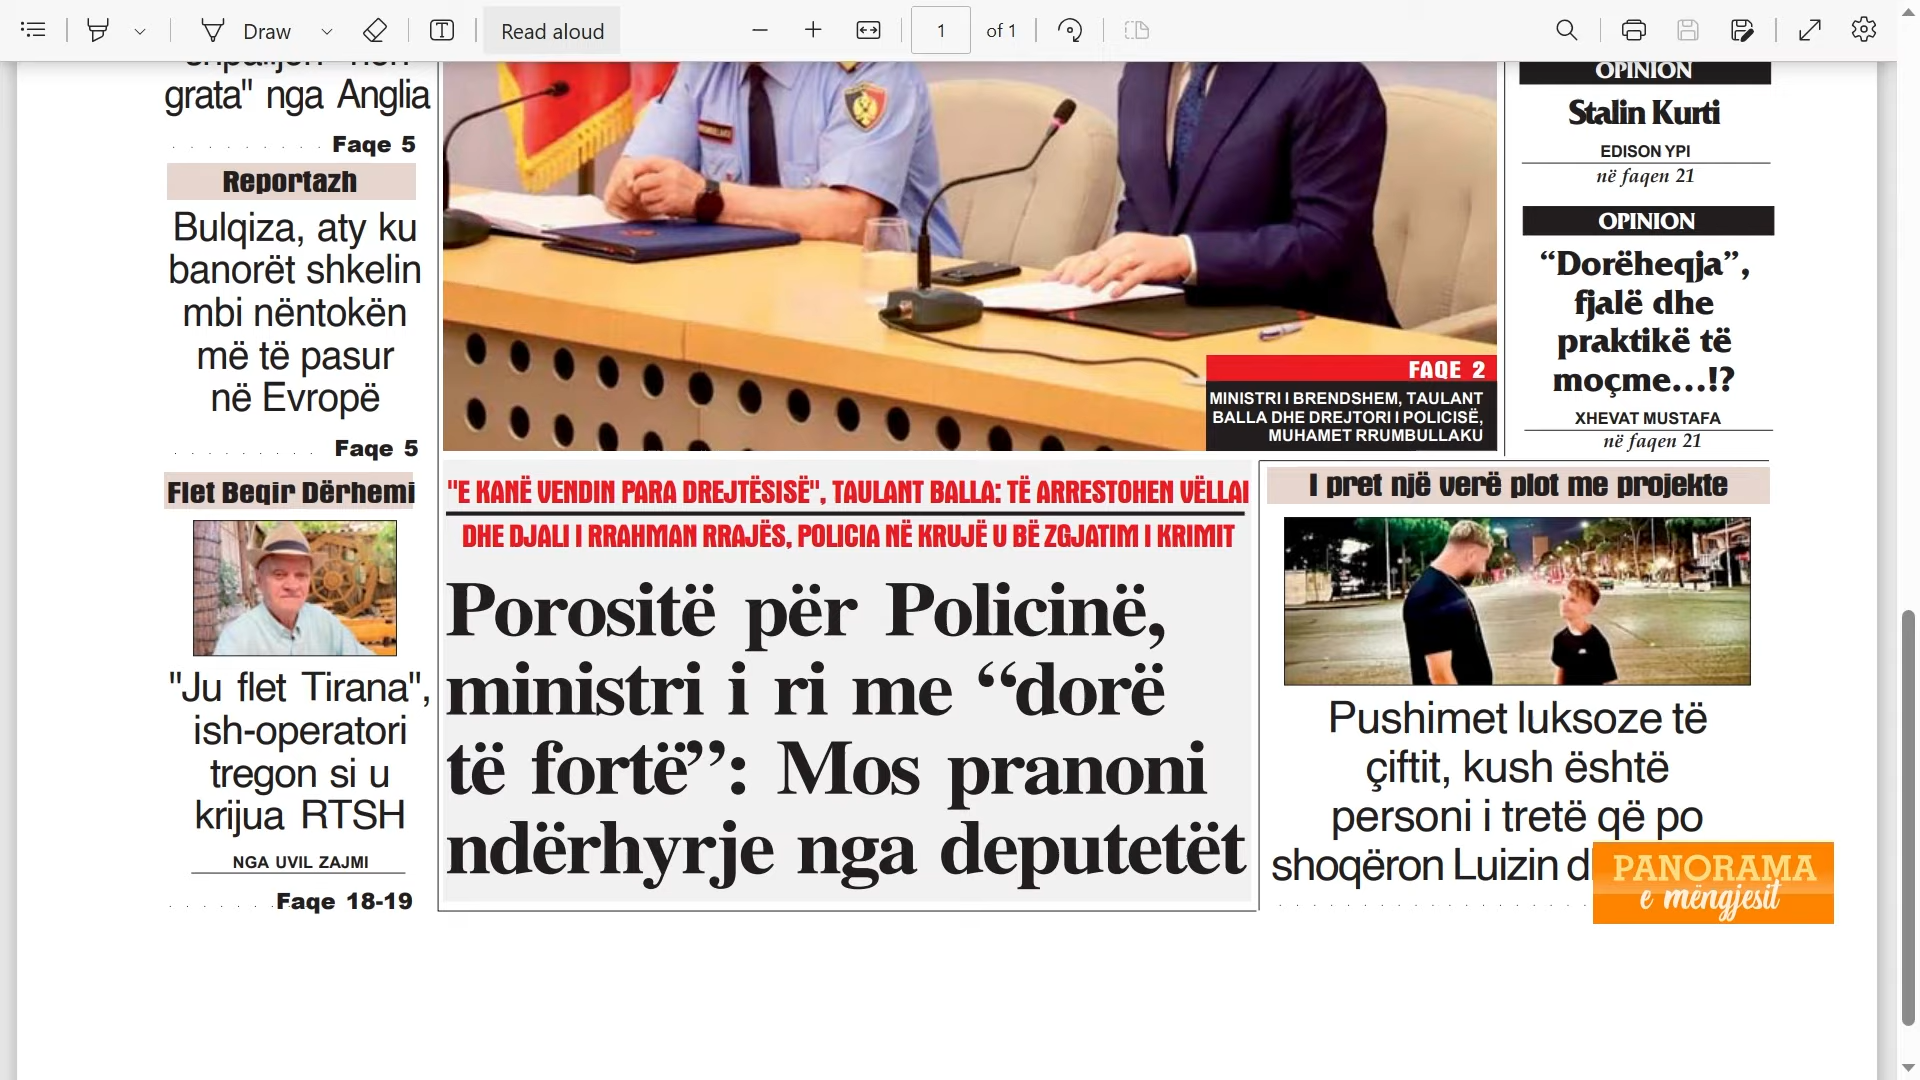 Draw
Read aloud
1
of 1
grata" nga Anglia
Faqe 5
Reportazh
Bulqiza, aty ku
banorët shkelin
mbi nëntokën
më të pasur
në Evropë
Faqe 5
Flet Beqir Dërhemi
"Ju flet Tirana",
ish-operatori
tregon si u
krijua RTSH
NGA UVIL ZAJMI
Faqe 18-19
FAQE 2
MINISTRI I BRENDSHEM, TAULANT
BALLA DHE DREJTORI I POLICISË,
MUHAMET RRUMBULLAKU
"E KANË VENDIN PARA DREJTËSISË", TAULANT BALLA: TË ARRESTOHEN VËLLAI
DHE DJALI I RRAHMAN RRAJËS, POLICIA NË KRUJË U BË ZGJATIM I KRIMIT
Porositë për Policinë,
ministri i ri me “dorë
të fortë”: Mos pranoni
ndërhyrje nga deputetët
OPINION
Stalin Kurti
EDISON YPI
në faqen 21
OPINION
“Dorëheqja”,
fjalë dhe
praktikë të
moçme...!?
XHEVAT MUSTAFA
në faqen 21
I pret një verë plot me projekte
Pushimet luksoze të
çiftit, kush është
personi i tretë që po
shoqëron Luizin
PANORAMA
e mëngjesit